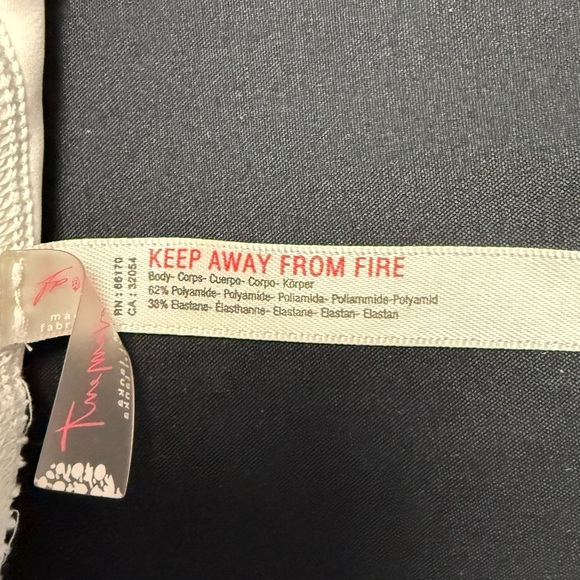 KEEP AWAY FROM FIRE
Body- Corps- Cuerpo- Corpo- Körper
62% Polyamide- Polyamide- Poliamida- Poliammide-Polyamid
38% Elastane- Élasthanne- Elastane- Elastan- Elastan
RN : 66170
CA : 32054